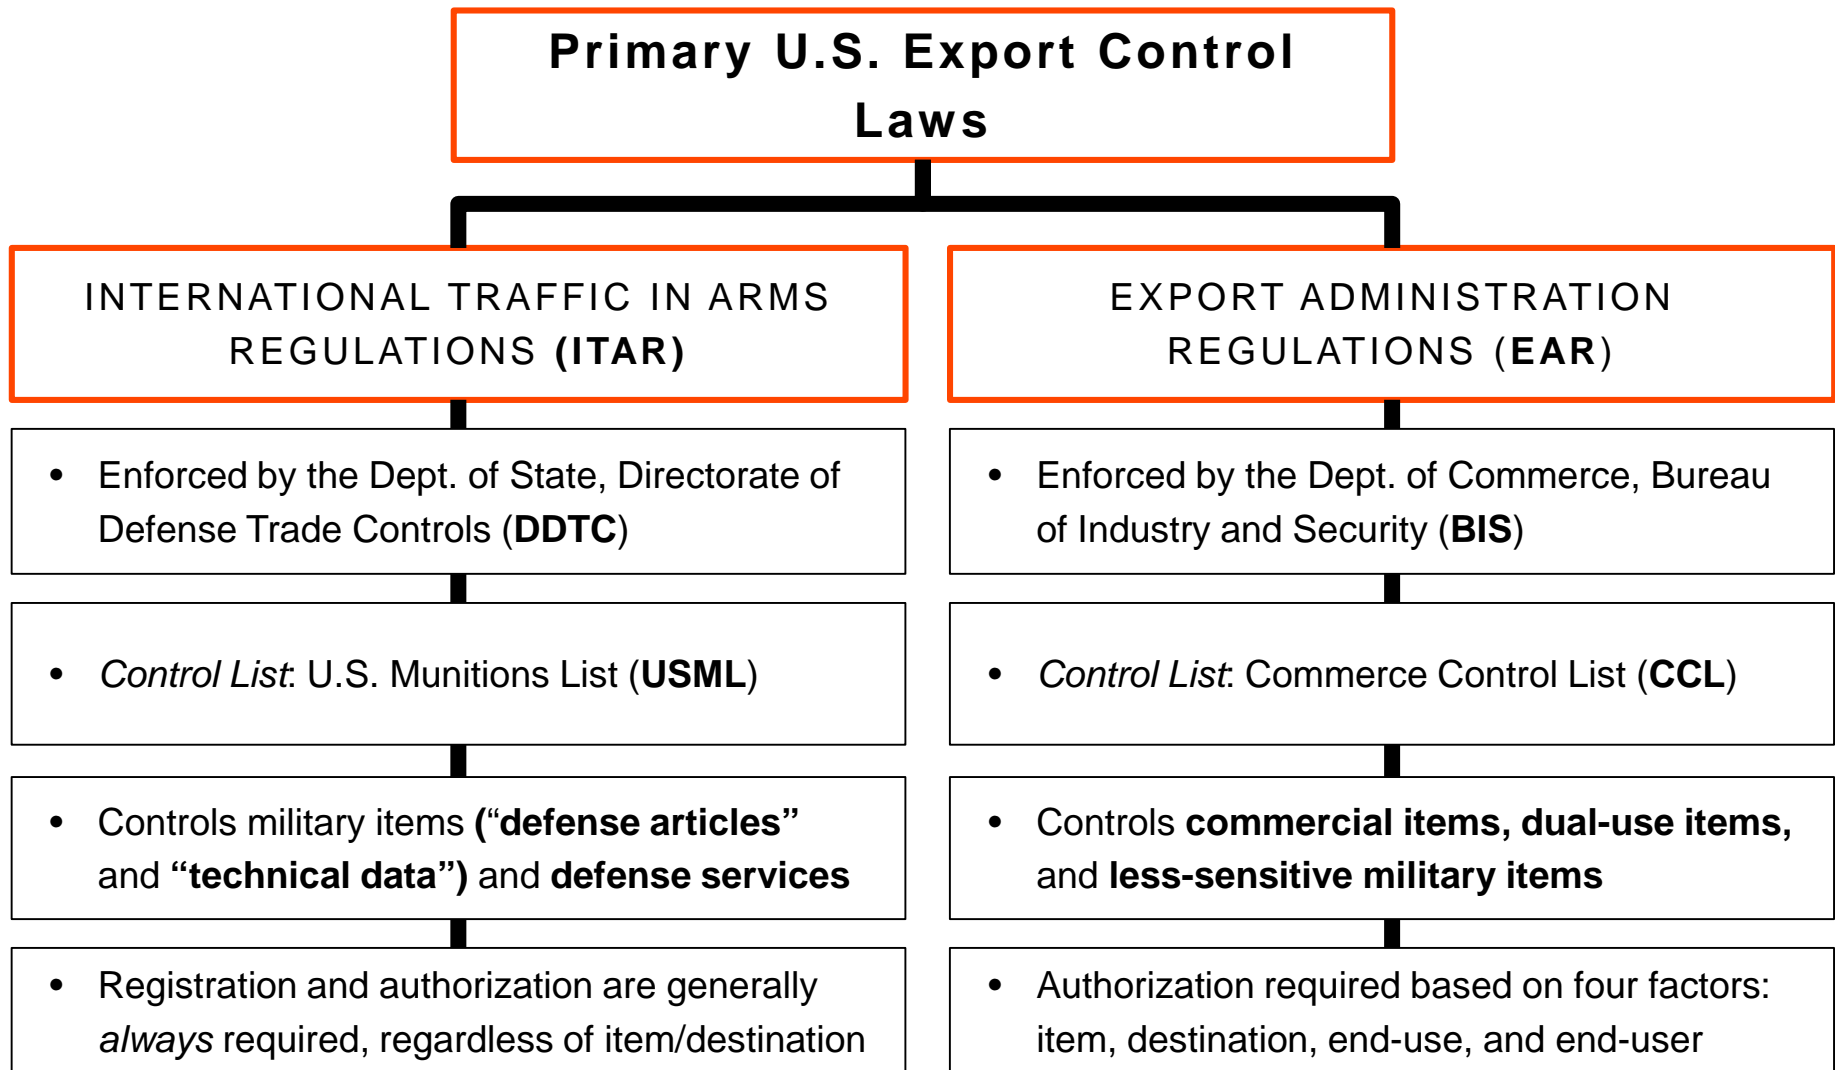 Primary U.S. Export Control
Laws
INTERNATIONAL TRAFFIC IN ARMS
REGULATIONS (ITAR)
• Enforced by the Dept. of State, Directorate of
Defense Trade Controls (DDTC)
• Control List: U.S. Munitions List (USML)
• Controls military items (“defense articles”
and “technical data”) and defense services
• Registration and authorization are generally
always required, regardless of item/destination
EXPORT ADMINISTRATION
REGULATIONS (EAR)
• Enforced by the Dept. of Commerce, Bureau
of Industry and Security (BIS)
• Control List: Commerce Control List (CCL)
• Controls commercial items, dual-use items,
and less-sensitive military items
• Authorization required based on four factors:
item, destination, end-use, and end-user